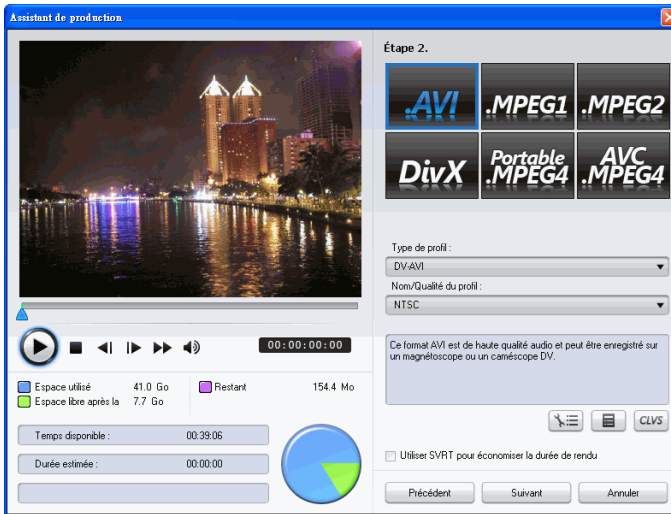 Assistant de production
Étape 2.
.AVI
.MPEG1
.MPEG2
DivX
Portable
.MPEG4
AVC
.MPEG4
Type de profil :
DV-AVI
Nom/Qualité du profil :
NTSC
00:00:00:00
Ce format AVI est de haute qualité audio et peut être enregistré sur
un magnétoscope ou un caméscope DV.
Espace utilisé 41.0 Go Restant 154.4 Mo
Espace libre après la 7.7 Go
CLVS
Temps disponible : 00:39:06
Durée estimée : 00:00:00
Utiliser SVRT pour économiser la durée de rendu
Précédent Suivant Annuler